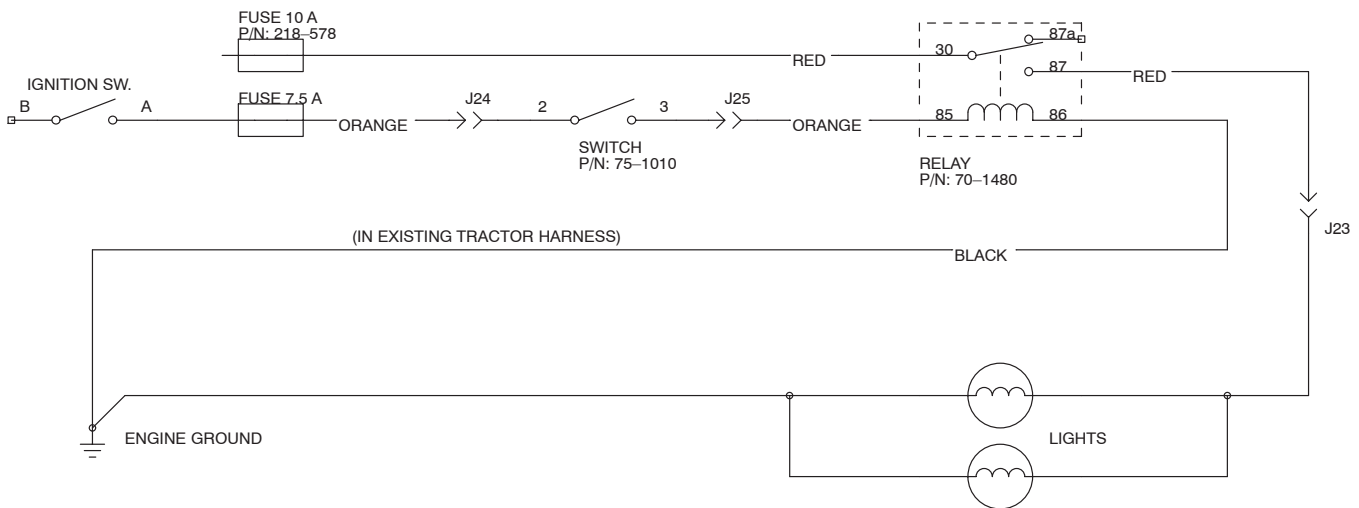 FUSE 10 A
P/N: 218–578
RED
30
87a
87
RED
IGNITION SW.
B
A
FUSE 7.5 A
ORANGE
J24
2
3
J25
ORANGE
85
86
SWITCH
P/N: 75–1010
RELAY
P/N: 70–1480
J23
(IN EXISTING TRACTOR HARNESS)
BLACK
ENGINE GROUND
LIGHTS